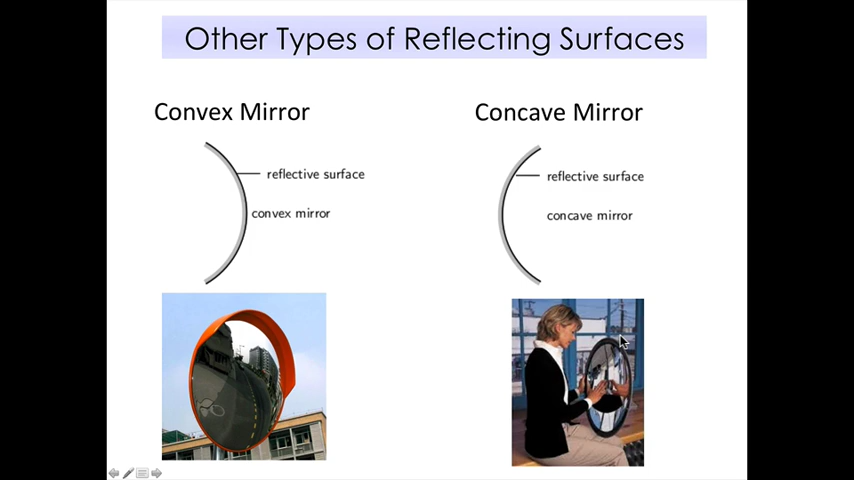 Other Types of Reflecting Surfaces
Convex Mirror
reflective surface
convex mirror
Concave Mirror
reflective surface
concave mirror